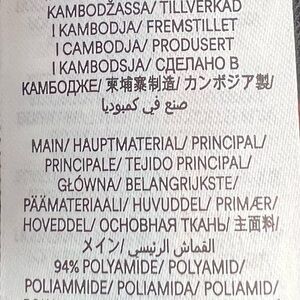 KAMBODŽASSA/ TILLVERKAD
I KAMBODJA/ FREMSTILLET
I CAMBODJA/ PRODUSERT
I KAMBODSJA/ СДЕЛАНО В
КАМБОДЖЕ/ 柬埔寨制造/ カンボジア製/
صنع في كمبوديا
MAIN/ HAUPTMATERIAL/ PRINCIPAL/
PRINCIPALE/ TEJIDO PRINCIPAL/
GŁÓWNA/ BELANGRIJKSTE/
PÄÄMATERIAALI/ HUVUDDEL/ PRIMÆR/
HOVEDDEL/ ОСНОВНАЯ ТКАНЬ/ 主面料/
メイン/ القماش الرئيسي/
94% POLYAMIDE/ POLYAMID/
POLIAMMIDE/ POLIAMIDA/ POLIAMID/